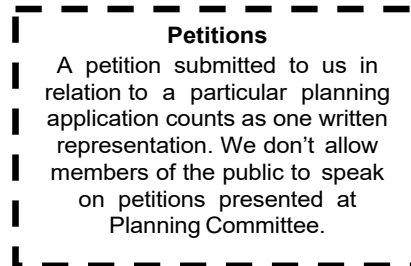 Petitions
A petition submitted to us in
relation to a particular planning
application counts as one written
representation. We don’t allow
members of the public to speak
on petitions presented at
Planning Committee.